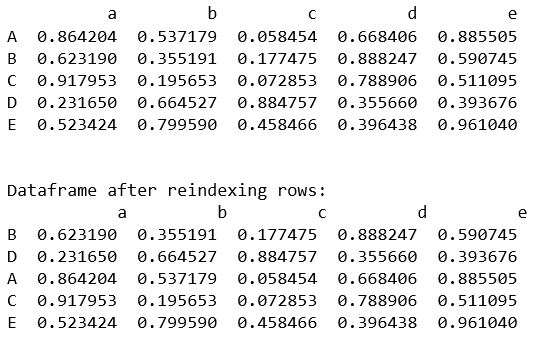 a b c d e
A 0.864204 0.537179 0.058454 0.668406 0.885505
B 0.623190 0.355191 0.177475 0.888247 0.590745
C 0.917953 0.195653 0.072853 0.788906 0.511095
D 0.231650 0.664527 0.884757 0.355660 0.393676
E 0.523424 0.799590 0.458466 0.396438 0.961040
Dataframe after reindexing rows:
a b c d e
B 0.623190 0.355191 0.177475 0.888247 0.590745
D 0.231650 0.664527 0.884757 0.355660 0.393676
A 0.864204 0.537179 0.058454 0.668406 0.885505
C 0.917953 0.195653 0.072853 0.788906 0.511095
E 0.523424 0.799590 0.458466 0.396438 0.961040